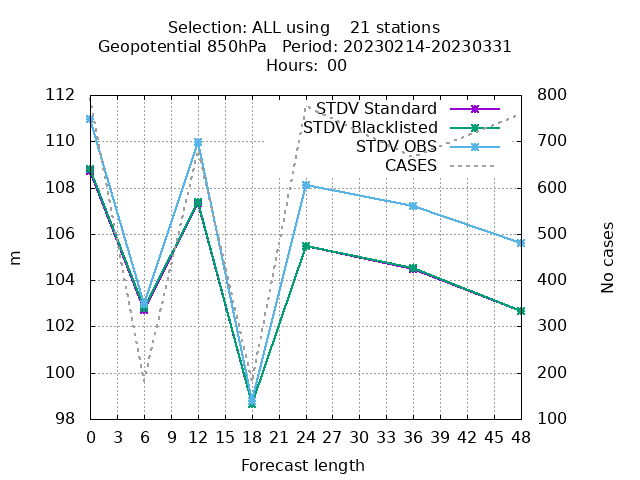 Selection: ALL using    21 stations
Geopotential 850hPa   Period: 20230214-20230331
Hours: 00
112 800
STDV Standard
STDV Blacklisted
110 700
STDV OBS
CASES
108 600
106 500
m
No cases
104 400
102 300
100 200
98 100
0 3 6 9 12 15 18 21 24 27 30 33 36 39 42 45 48
Forecast length